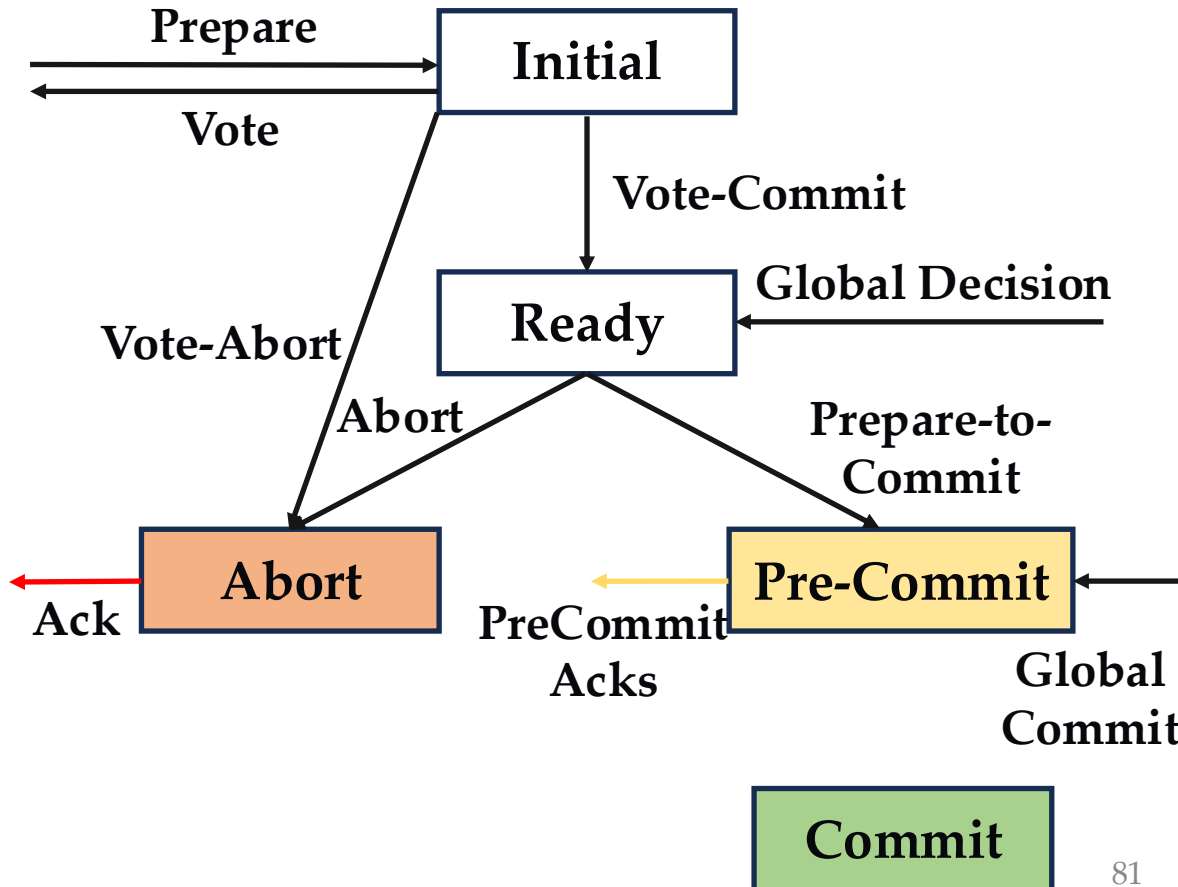 Prepare
Initial
Vote
Vote-Commit
Global Decision
Ready
Vote-Abort
Abort
Prepare-to-
Commit
Abort
Pre-Commit
Ack
PreCommit
Acks
Global
Commit
Commit
81